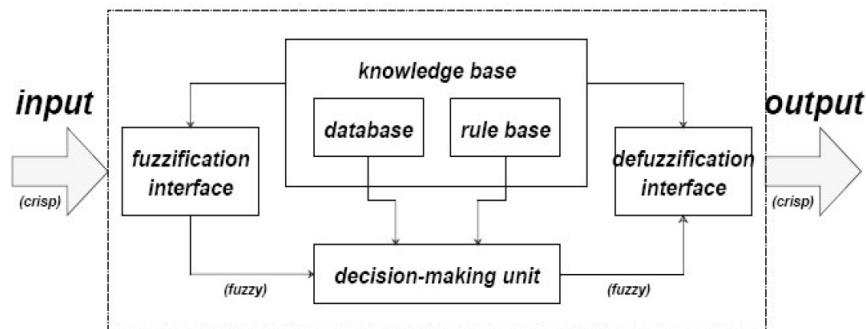 knowledge base
input
output
database
rule base
fuzzification
interface
defuzzification
interface
(crisp)
(crisp)
decision-making unit
(fuzzy)
(fuzzy)